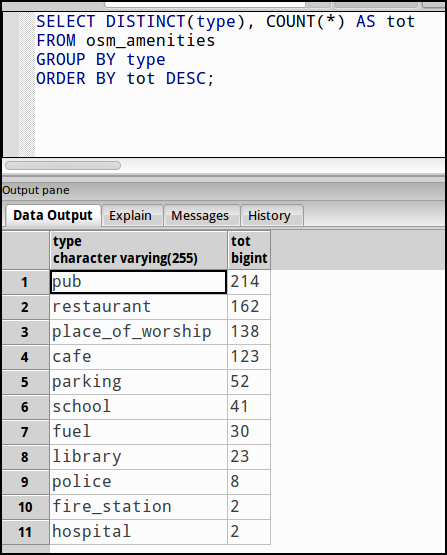 SELECT DISTINCT(type), COUNT(*) AS tot
FROM osm_amenities
GROUP BY type
ORDER BY tot DESC;
Output pane
Data Output Explain Messages History
type tot
character varying(255) bigint
1 pub 214
2 restaurant 162
3 place_of_worship 138
4 cafe 123
5 parking 52
6 school 41
7 fuel 30
8 library 23
9 police 8
10 fire_station 2
11 hospital 2